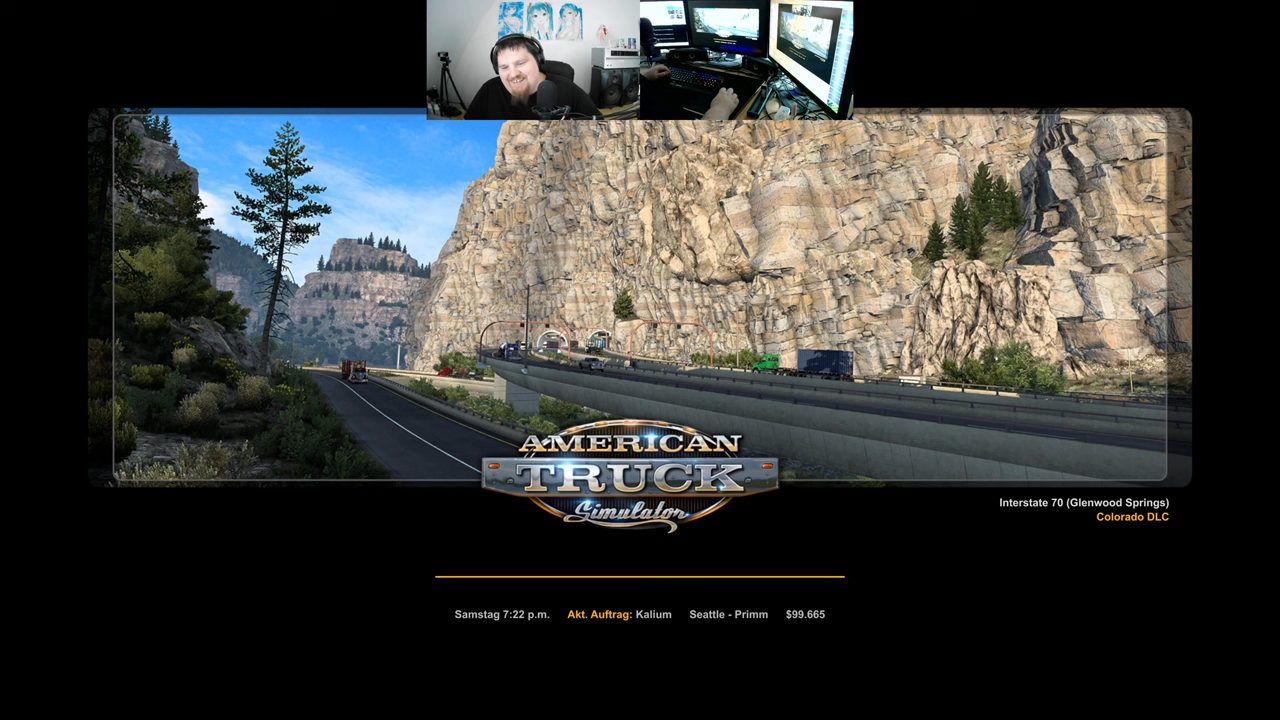 AMERICAN
TRUCK
Simulator
Interstate 70 (Glenwood Springs)
Colorado DLC
Samstag 7:22 p.m. Akt. Auftrag: Kalium Seattle - Primm $99.665